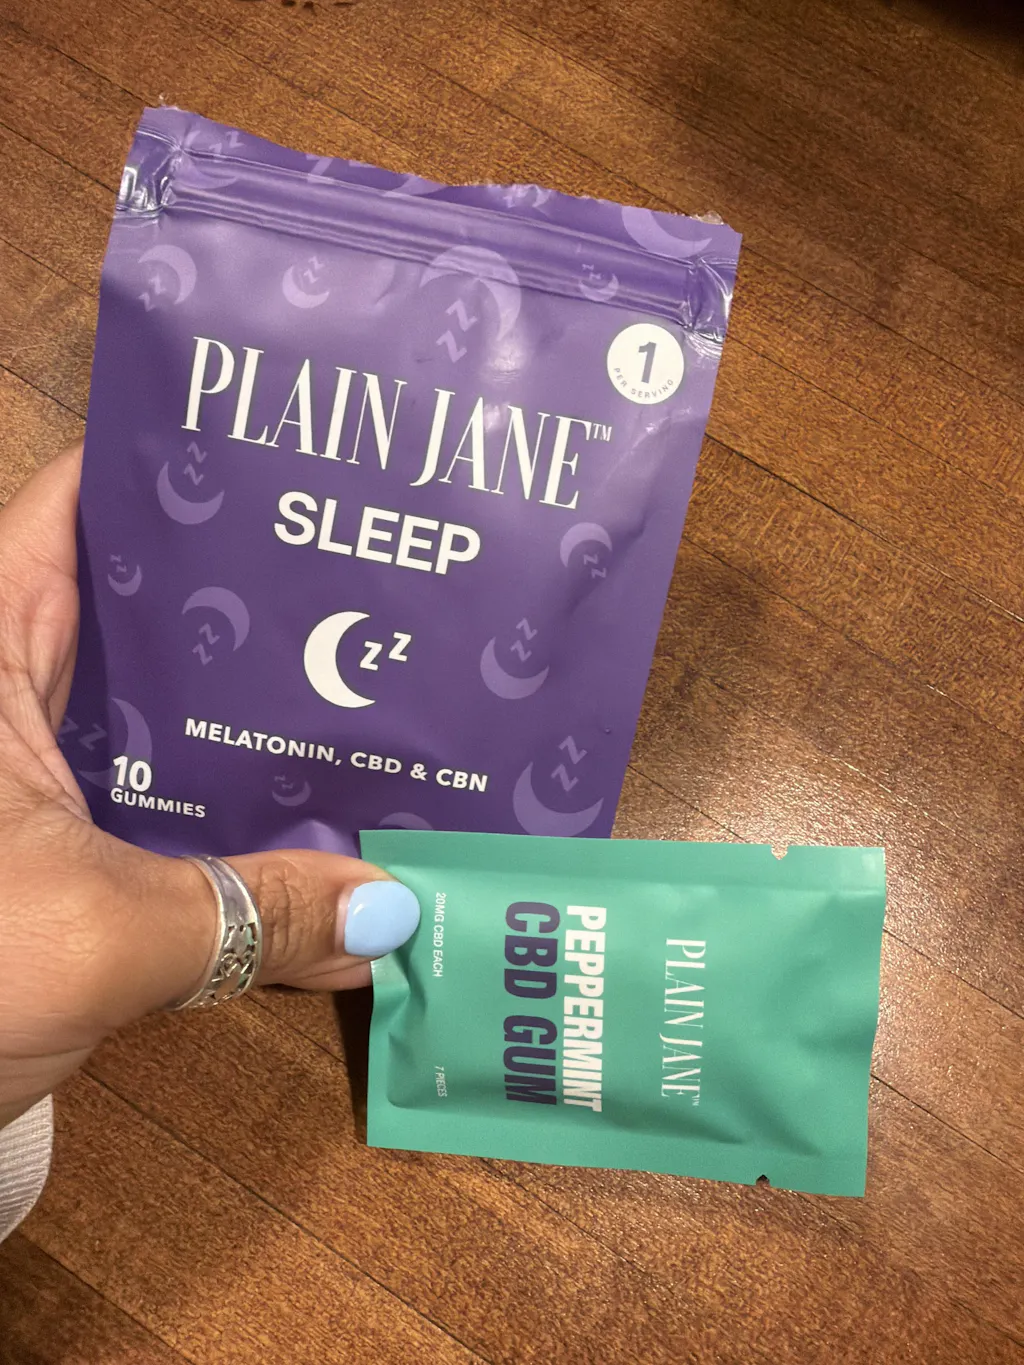 1
PER SERVING
PLAIN JANE™
SLEEP
zz
MELATONIN, CBD & CBN
10
GUMMIES
PLAIN JANE™
PEPPERMINT
CBD GUM
20MG CBD EACH
7 PIECES